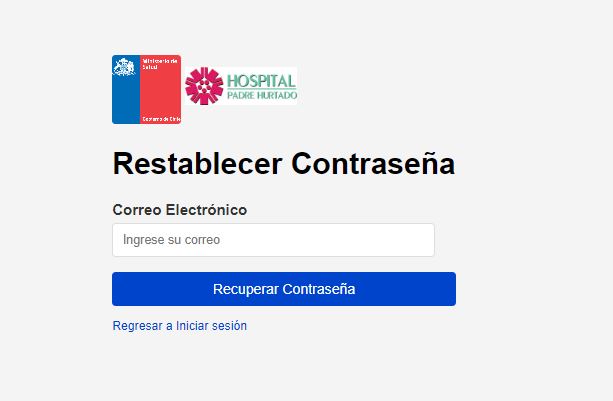 Ministerio de
Salud
Gobierno de Chile
HOSPITAL
PADRE HURTADO
Restablecer Contraseña
Correo Electrónico
Ingrese su correo
Recuperar Contraseña
Regresar a Iniciar sesión